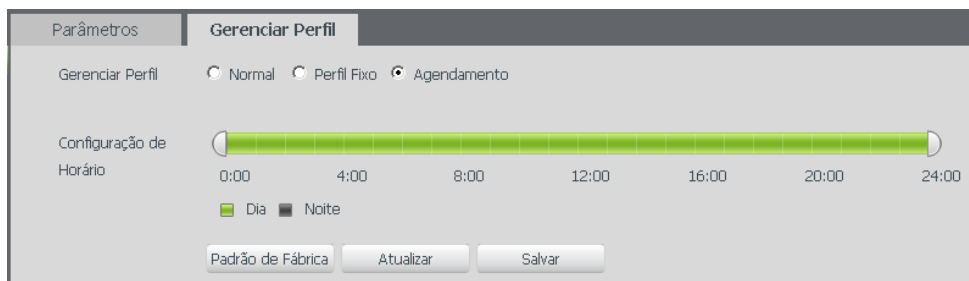 Parâmetros Gerenciar Perfil
Gerenciar Perfil Normal Perfil Fixo Agendamento
Configuração de
Horário
0:00 4:00 8:00 12:00 16:00 20:00 24:00
Dia Noite
Padrão de Fábrica Atualizar Salvar